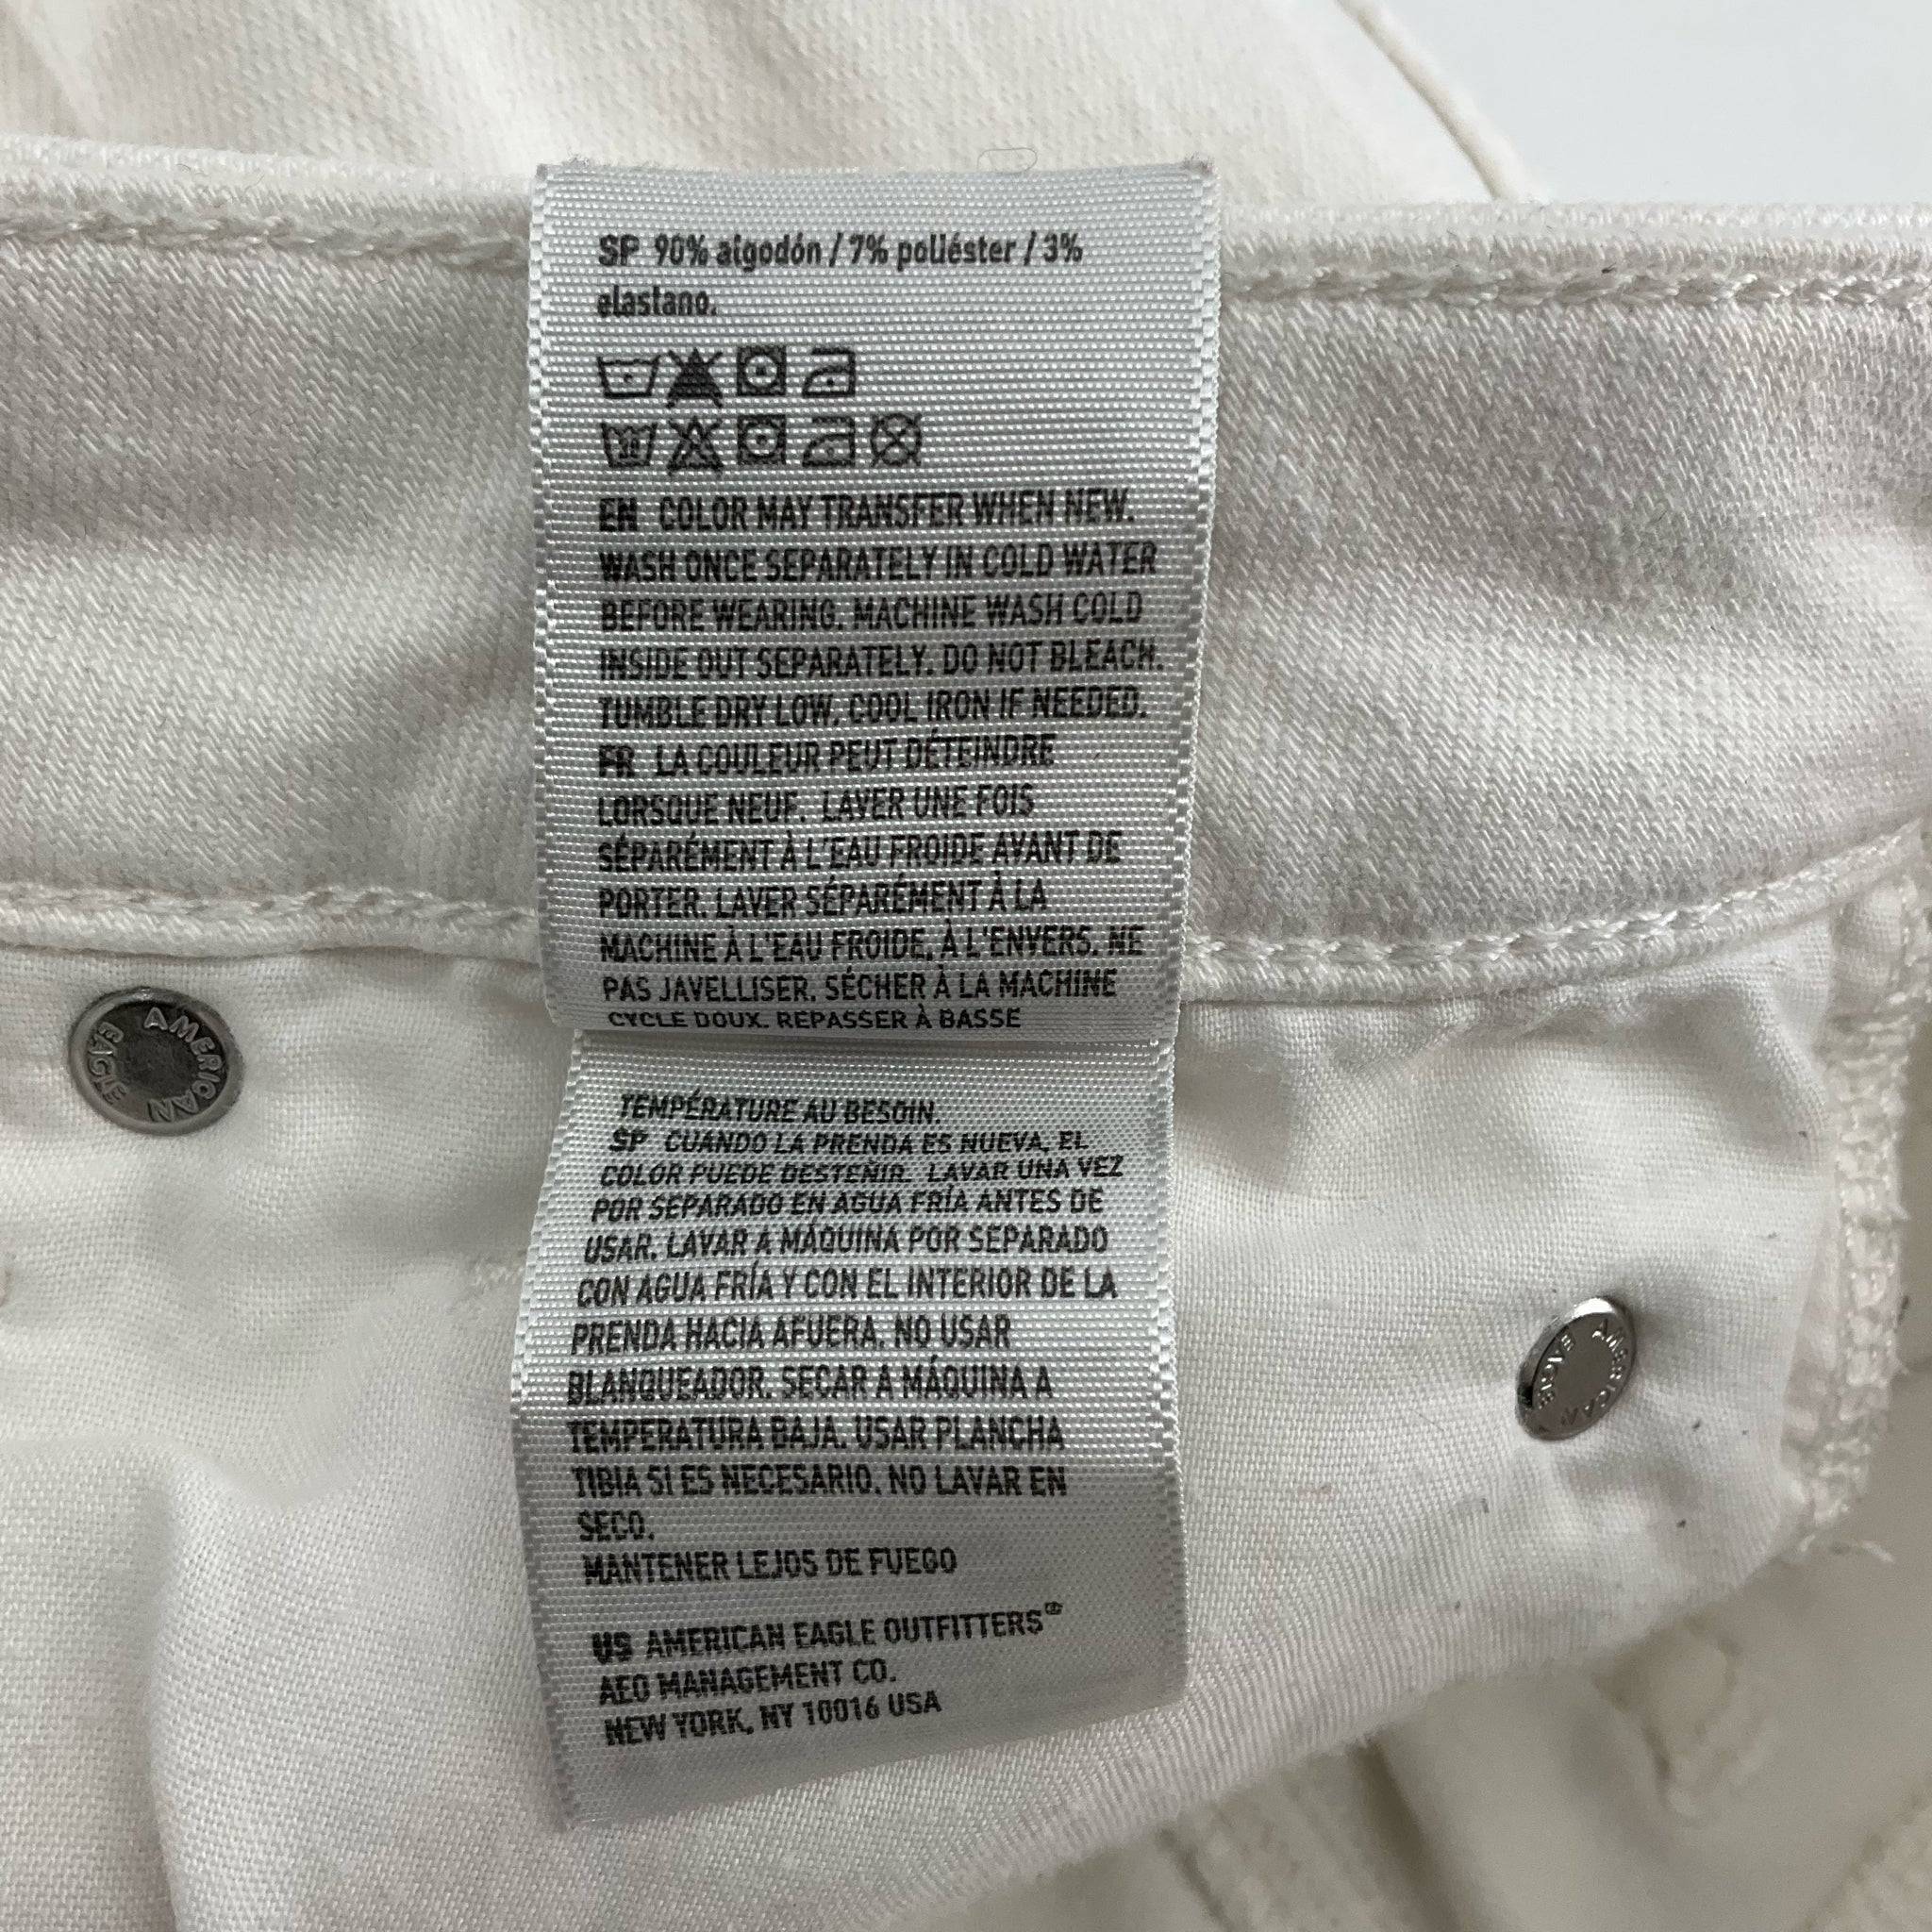 SP 90% algodón / 7% poliéster / 3%
elastano.
EN COLOR MAY TRANSFER WHEN NEW.
WASH ONCE SEPARATELY IN COLD WATER
BEFORE WEARING. MACHINE WASH COLD
INSIDE OUT SEPARATELY. DO NOT BLEACH.
TUMBLE DRY LOW. COOL IRON IF NEEDED.
FR LA COULEUR PEUT DÉTEINDRE
LORSQUE NEUF. LAVER UNE FOIS
SÉPARÉMENT À L'EAU FROIDE AVANT DE
PORTER. LAVER SÉPARÉMENT À LA
MACHINE À L'EAU FROIDE, À L'ENVERS. NE
PAS JAVELLISER. SÉCHER À LA MACHINE
CYCLE DOUX. REPASSER À BASSE
TEMPÉRATURE AU BESOIN.
SP CUANDO LA PRENDA ES NUEVA, EL
COLOR PUEDE DESTEÑIR. LAVAR UNA VEZ
POR SEPARADO EN AGUA FRÍA ANTES DE
USAR. LAVAR A MÁQUINA POR SEPARADO
CON AGUA FRÍA Y CON EL INTERIOR DE LA
PRENDA HACIA AFUERA. NO USAR
BLANQUEADOR. SECAR A MÁQUINA A
TEMPERATURA BAJA. USAR PLANCHA
TIBIA SI ES NECESARIO. NO LAVAR EN
SECO.
MANTENER LEJOS DE FUEGO
US AMERICAN EAGLE OUTFITTERS®
AEO MANAGEMENT CO.
NEW YORK, NY 10016 USA
AMERICAN EAGLE
AMERICAN EAGLE